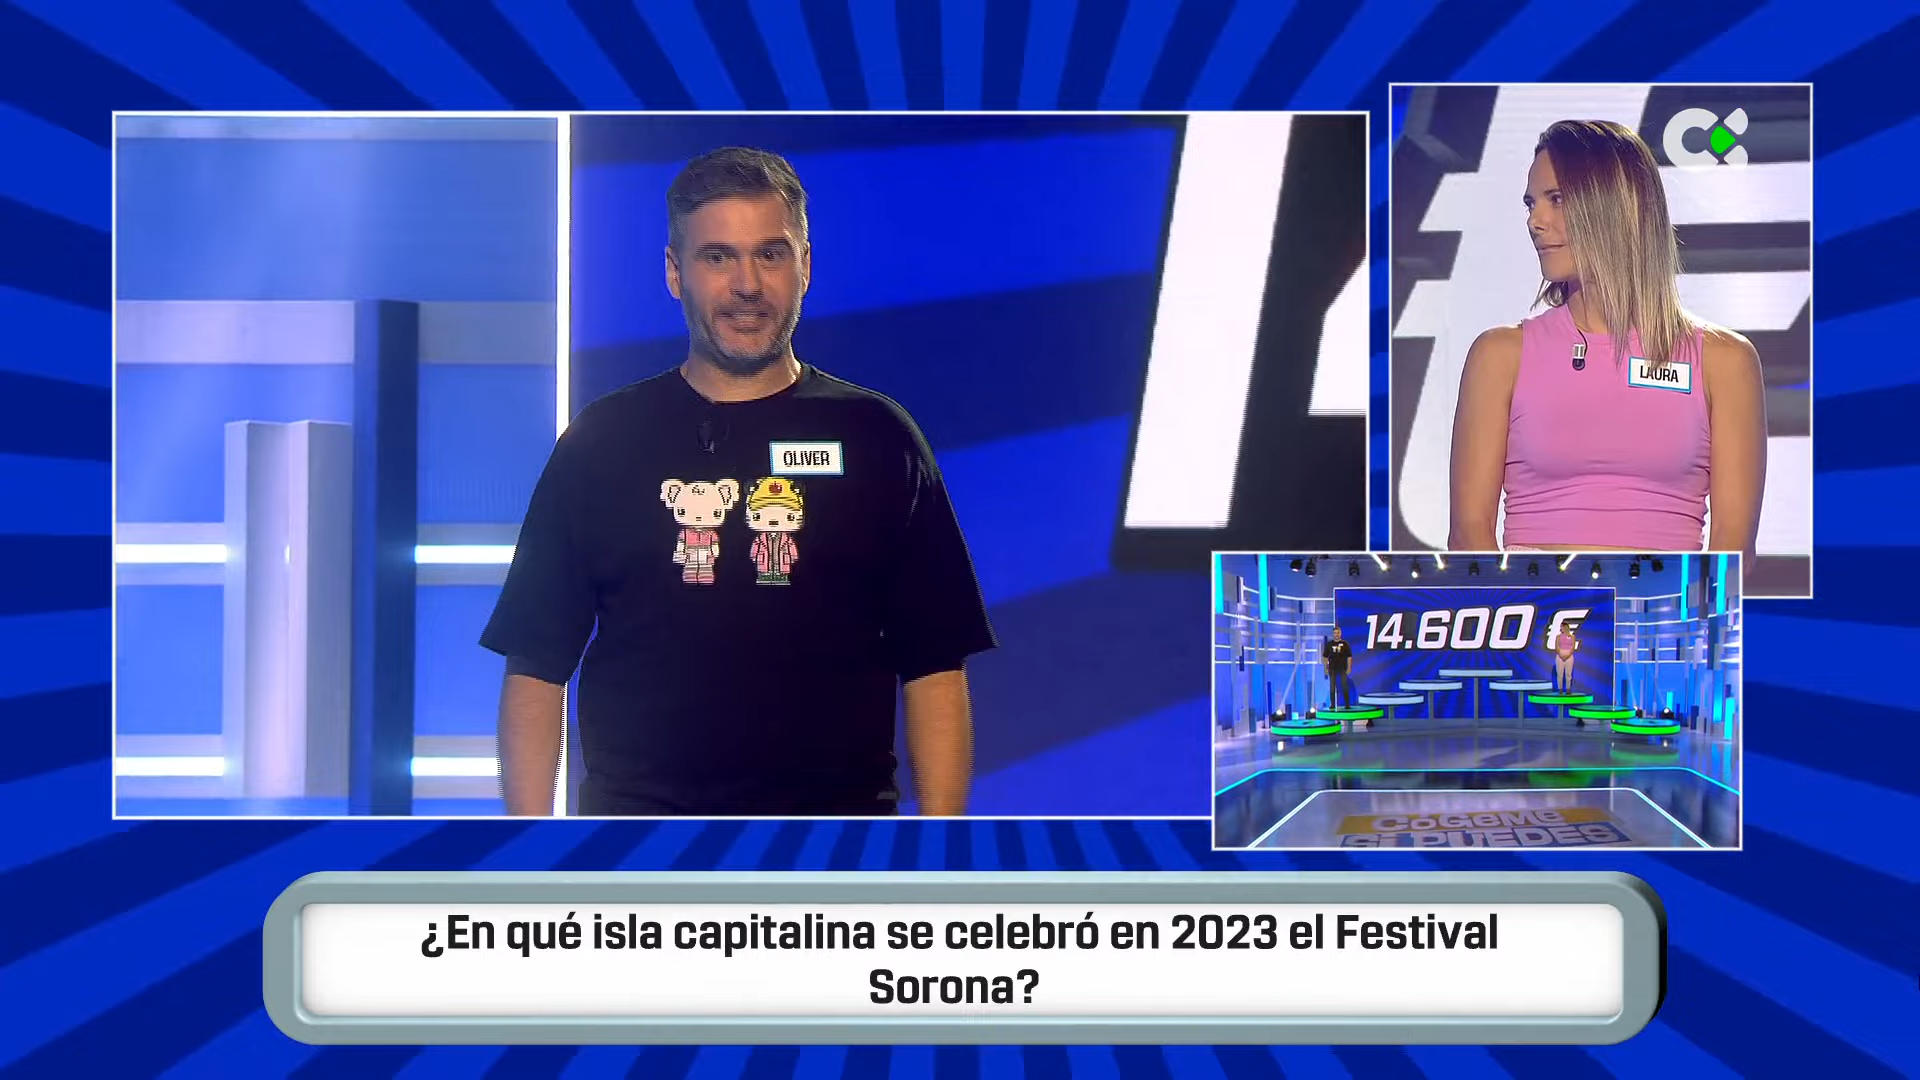 LAURA
OLIVER
14.600 €
CÓGEME
SI PUEDES
¿En qué isla capitalina se celebró en 2023 el Festival
Sorona?